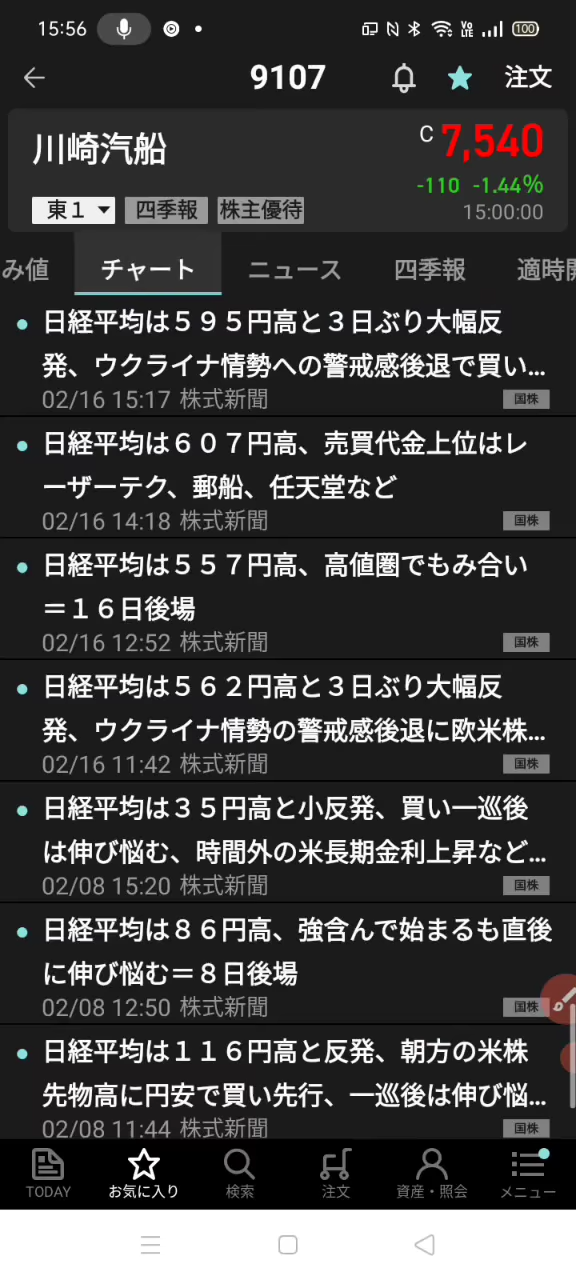 15:56
Vo LTE
100
9107
注文
川崎汽船
C 7,540
-110 -1.44%
東1
四季報
株主優待
15:00:00
み値
チャート
ニュース
四季報
適時開
日経平均は595円高と3日ぶり大幅反
発、ウクライナ情勢への警戒感後退で買い...
02/16 15:17 株式新聞
国株
日経平均は607円高、売買代金上位はレ
ーザーテク、郵船、任天堂など
02/16 14:18 株式新聞
国株
日経平均は557円高、高値圏でもみ合い
=16日後場
02/16 12:52 株式新聞
国株
日経平均は562円高と3日ぶり大幅反
発、ウクライナ情勢の警戒感後退に欧米株...
02/16 11:42 株式新聞
国株
日経平均は35円高と小反発、買い一巡後
は伸び悩む、時間外の米長期金利上昇など...
02/08 15:20 株式新聞
国株
日経平均は86円高、強含んで始まるも直後
に伸び悩む=8日後場
02/08 12:50 株式新聞
国株
日経平均は116円高と反発、朝方の米株
先物高に円安で買い先行、一巡後は伸び悩...
02/08 11:44 株式新聞
国株
TODAY
お気に入り
検索
注文
資産・照会
メニュー